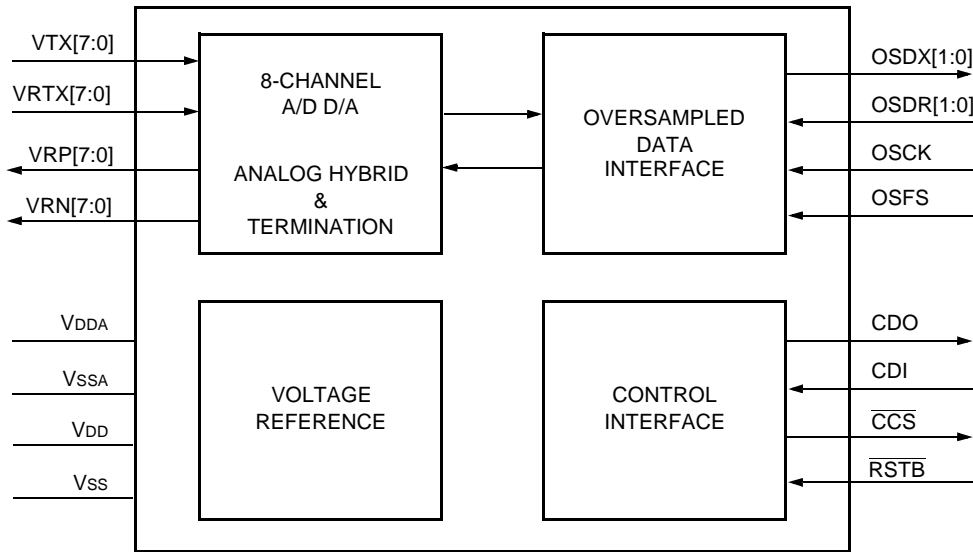 VTX[7:0]
VRTX[7:0]
VRP[7:0]
VRN[7:0]
8-CHANNEL
A/D D/A
ANALOG HYBRID
&
TERMINATION
OVERSAMPLED
DATA
INTERFACE
OSDX[1:0]
OSDR[1:0]
OSCK
OSFS
VDDA
VSSA
VDD
VSS
VOLTAGE
REFERENCE
CONTROL
INTERFACE
CDO
CDI
CCS
RSTB